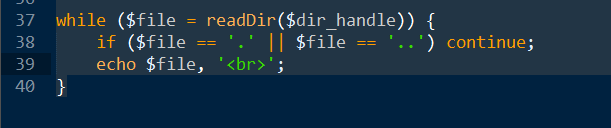 37 while ($file = readDir($dir_handle)) {
38     if ($file == '.' || $file == '..') continue;
39     echo $file, '<br>';
40 }